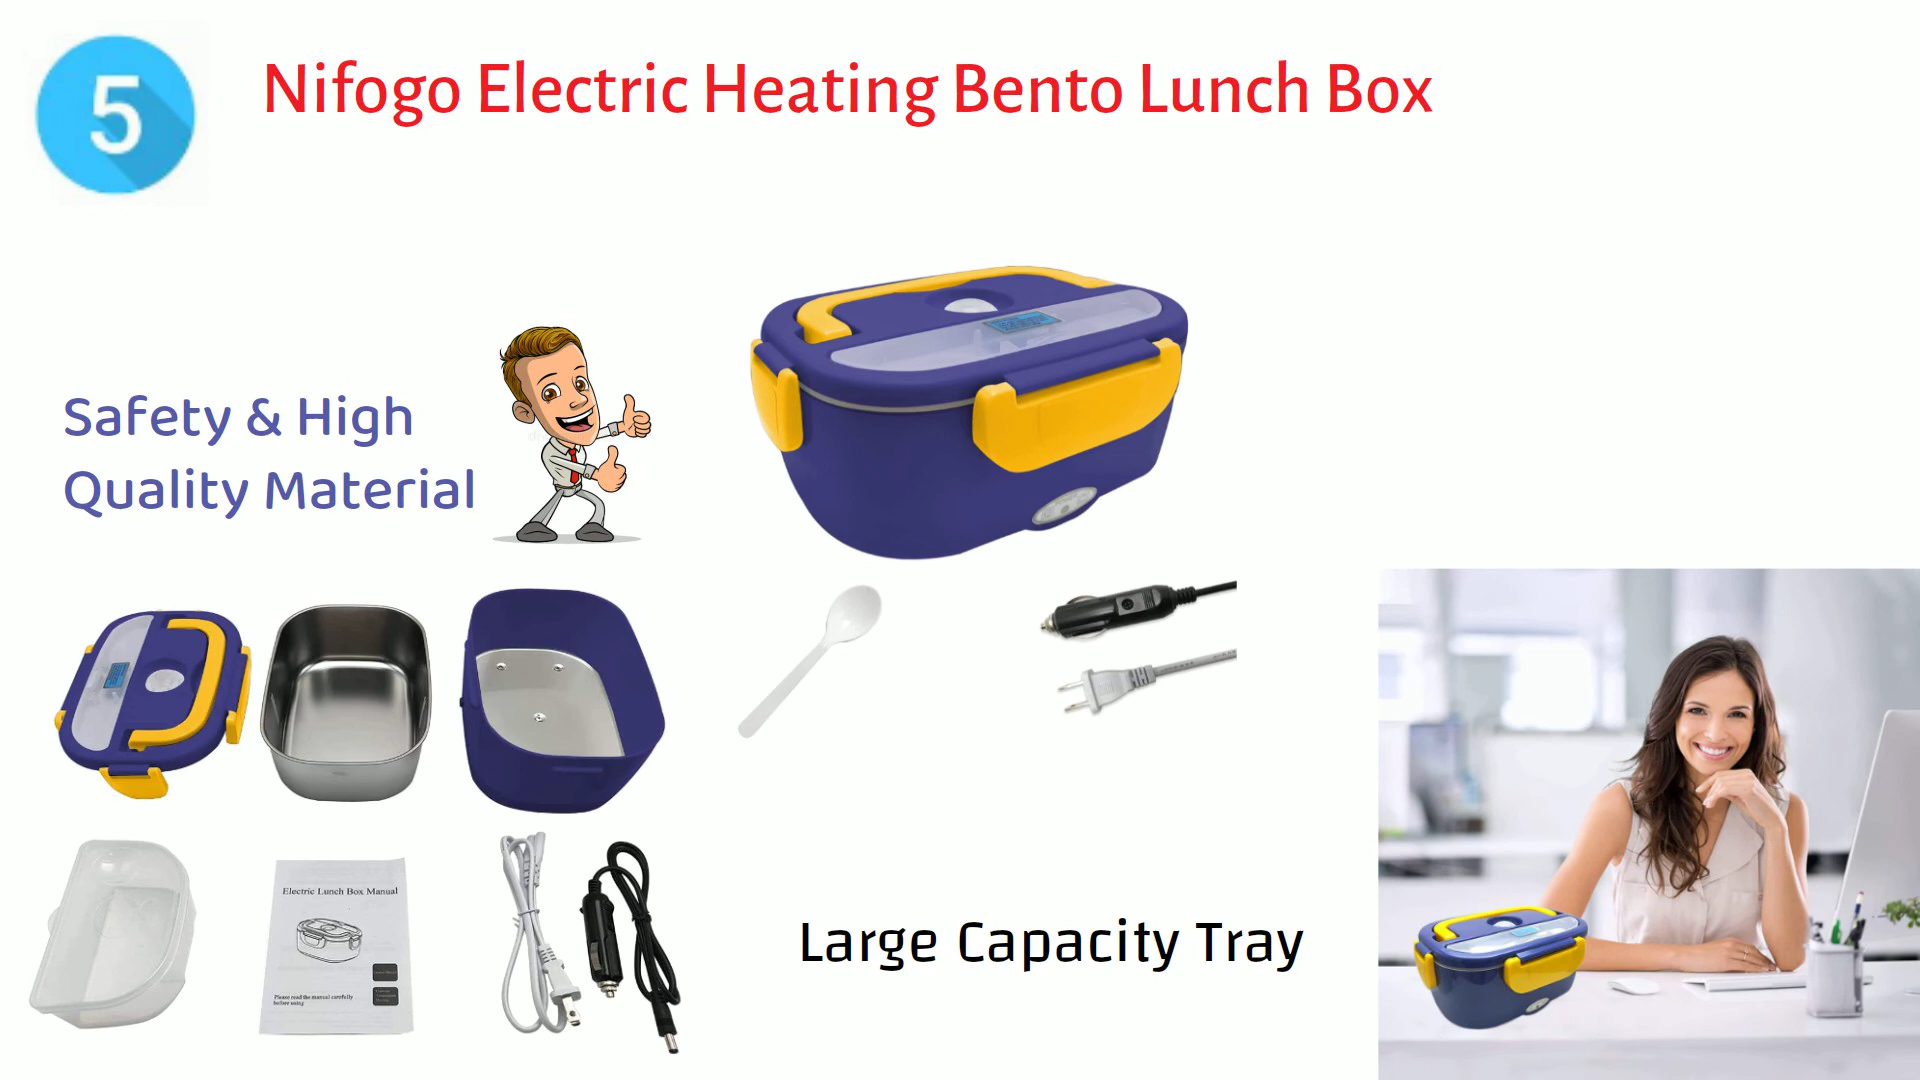 5
Nifogo Electric Heating Bento Lunch Box
Safety & High
Quality Material
Electric Lunch Box Manual
Please read the manual carefully
before using
Large Capacity Tray